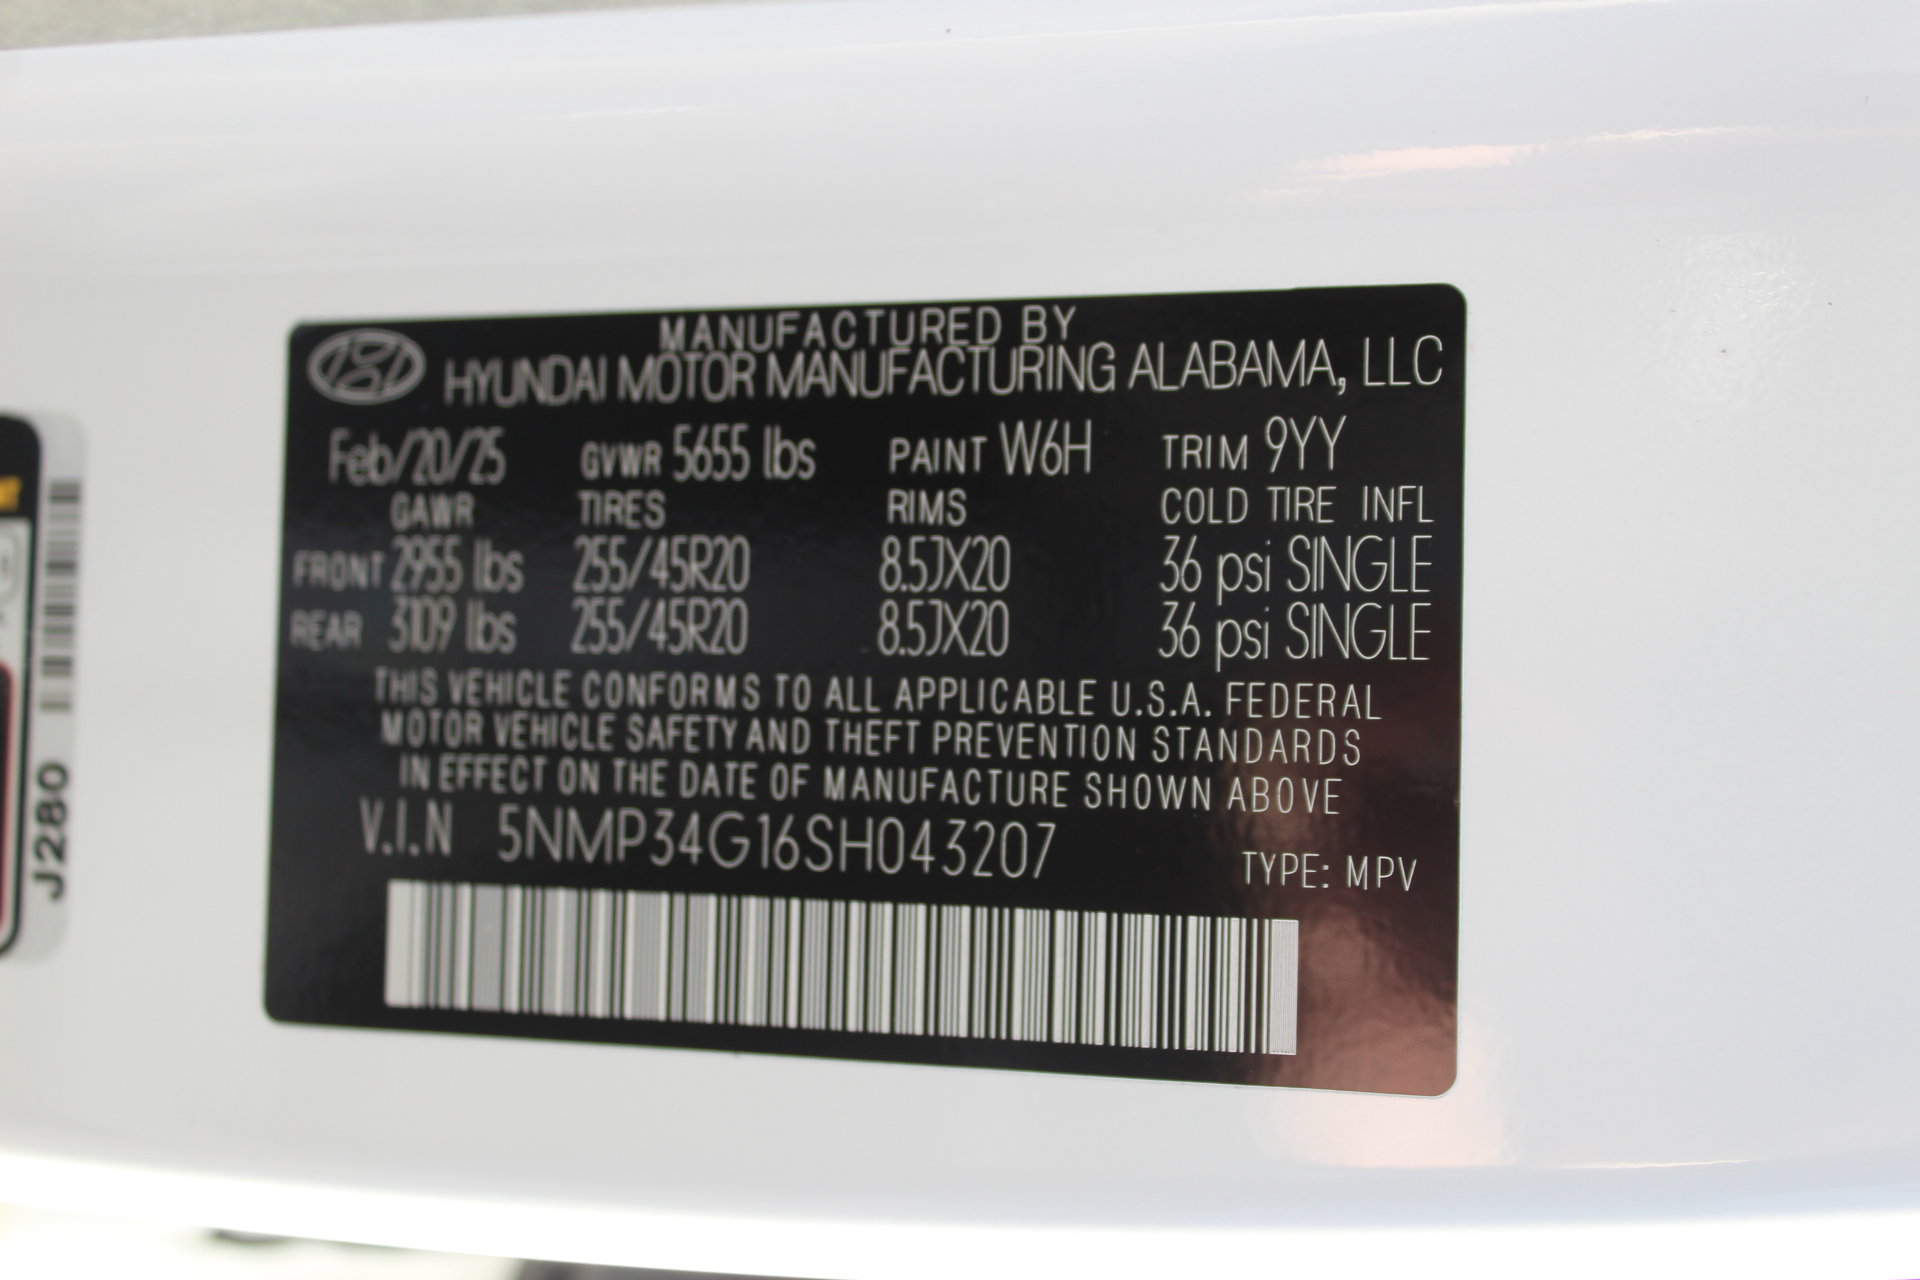 MANUFACTURED BY
HYUNDAI MOTOR MANUFACTURING ALABAMA, LLC
Feb/20/25 GVWR 5655 lbs PAINT W6H TRIM 9YY
GAWR TIRES RIMS COLD TIRE INFL
FRONT 2955 lbs 255/45R20 8.5JX20 36 psi SINGLE
REAR 3109 lbs 255/45R20 8.5JX20 36 psi SINGLE
THIS VEHICLE CONFORMS TO ALL APPLICABLE U.S.A. FEDERAL
MOTOR VEHICLE SAFETY AND THEFT PREVENTION STANDARDS
IN EFFECT ON THE DATE OF MANUFACTURE SHOWN ABOVE
V.I.N 5NMP34G16SH043207
TYPE: MPV
J280